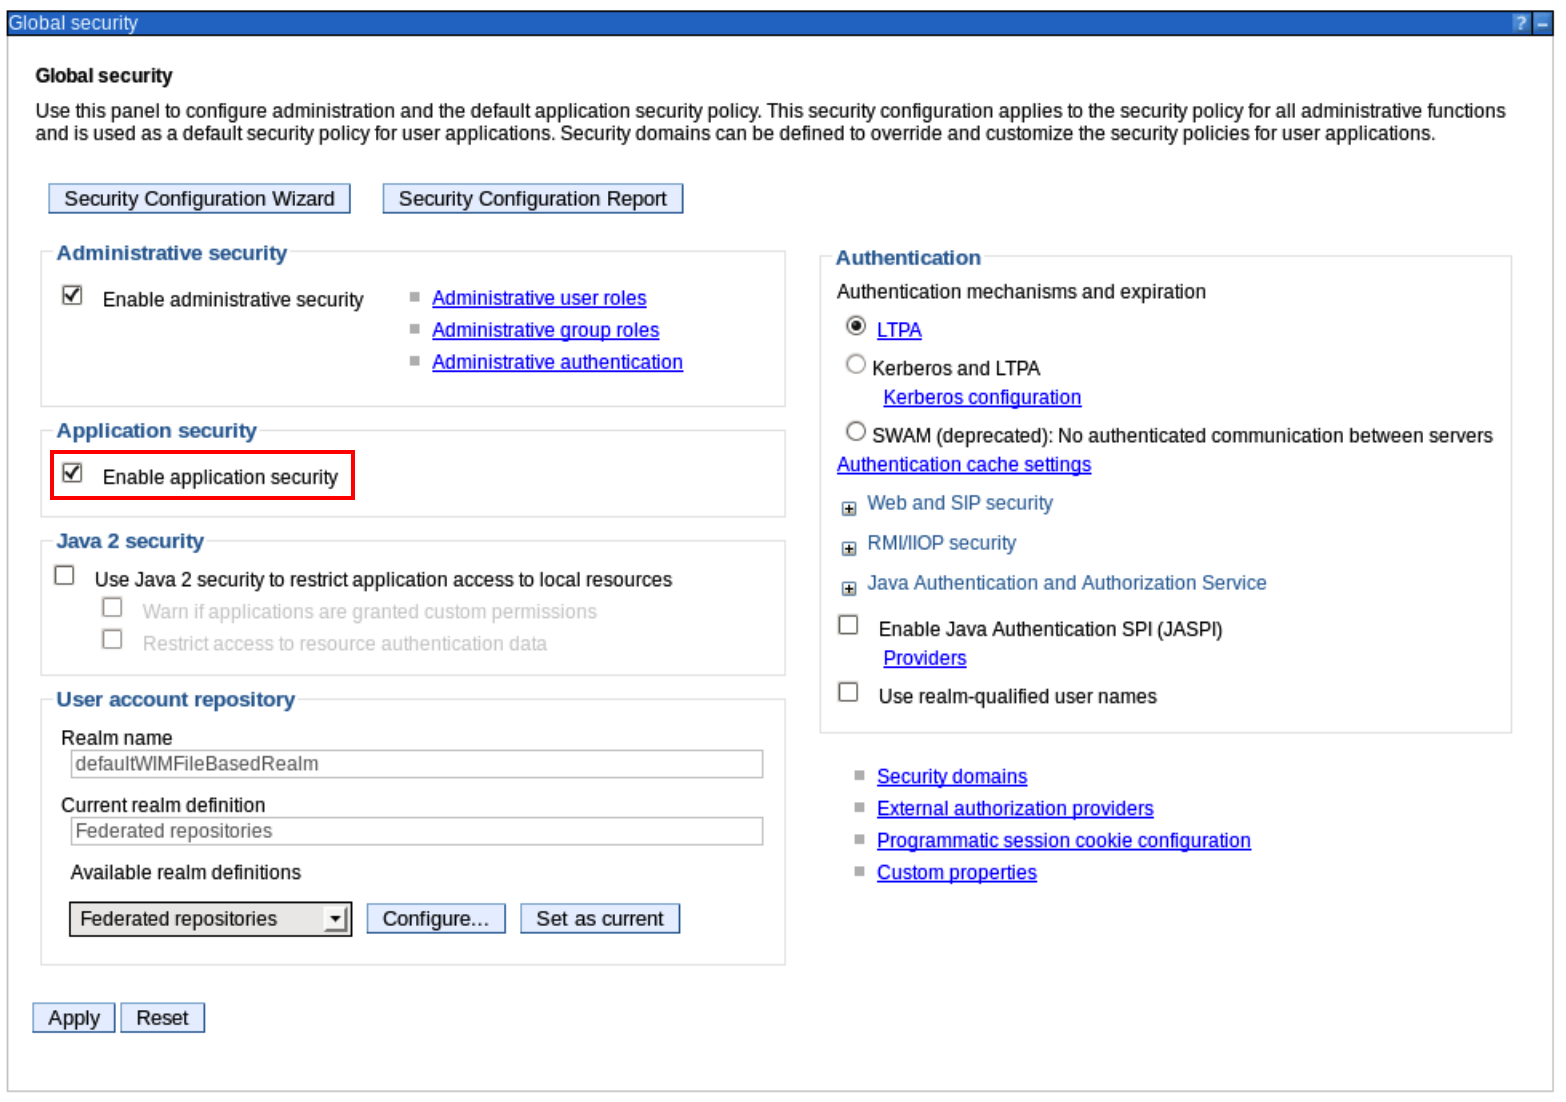 Global security
?
Global security
Use this panel to configure administration and the default application security policy. This security configuration applies to the security policy for all administrative functions
and is used as a default security policy for user applications. Security domains can be defined to override and customize the security policies for user applications.
Security Configuration Wizard
Security Configuration Report
Administrative security
Enable administrative security
Administrative user roles
Administrative group roles
Administrative authentication
Application security
Enable application security
Java 2 security
Use Java 2 security to restrict application access to local resources
Warn if applications are granted custom permissions
Restrict access to resource authentication data
User account repository
Realm name
defaultWIMFileBasedRealm
Current realm definition
Federated repositories
Available realm definitions
Federated repositories
Configure...
Set as current
Authentication
Authentication mechanisms and expiration
LTPA
Kerberos and LTPA
Kerberos configuration
SWAM (deprecated): No authenticated communication between servers
Authentication cache settings
Web and SIP security
RMI/IIOP security
Java Authentication and Authorization Service
Enable Java Authentication SPI (JASPI)
Providers
Use realm-qualified user names
Security domains
External authorization providers
Programmatic session cookie configuration
Custom properties
Apply
Reset